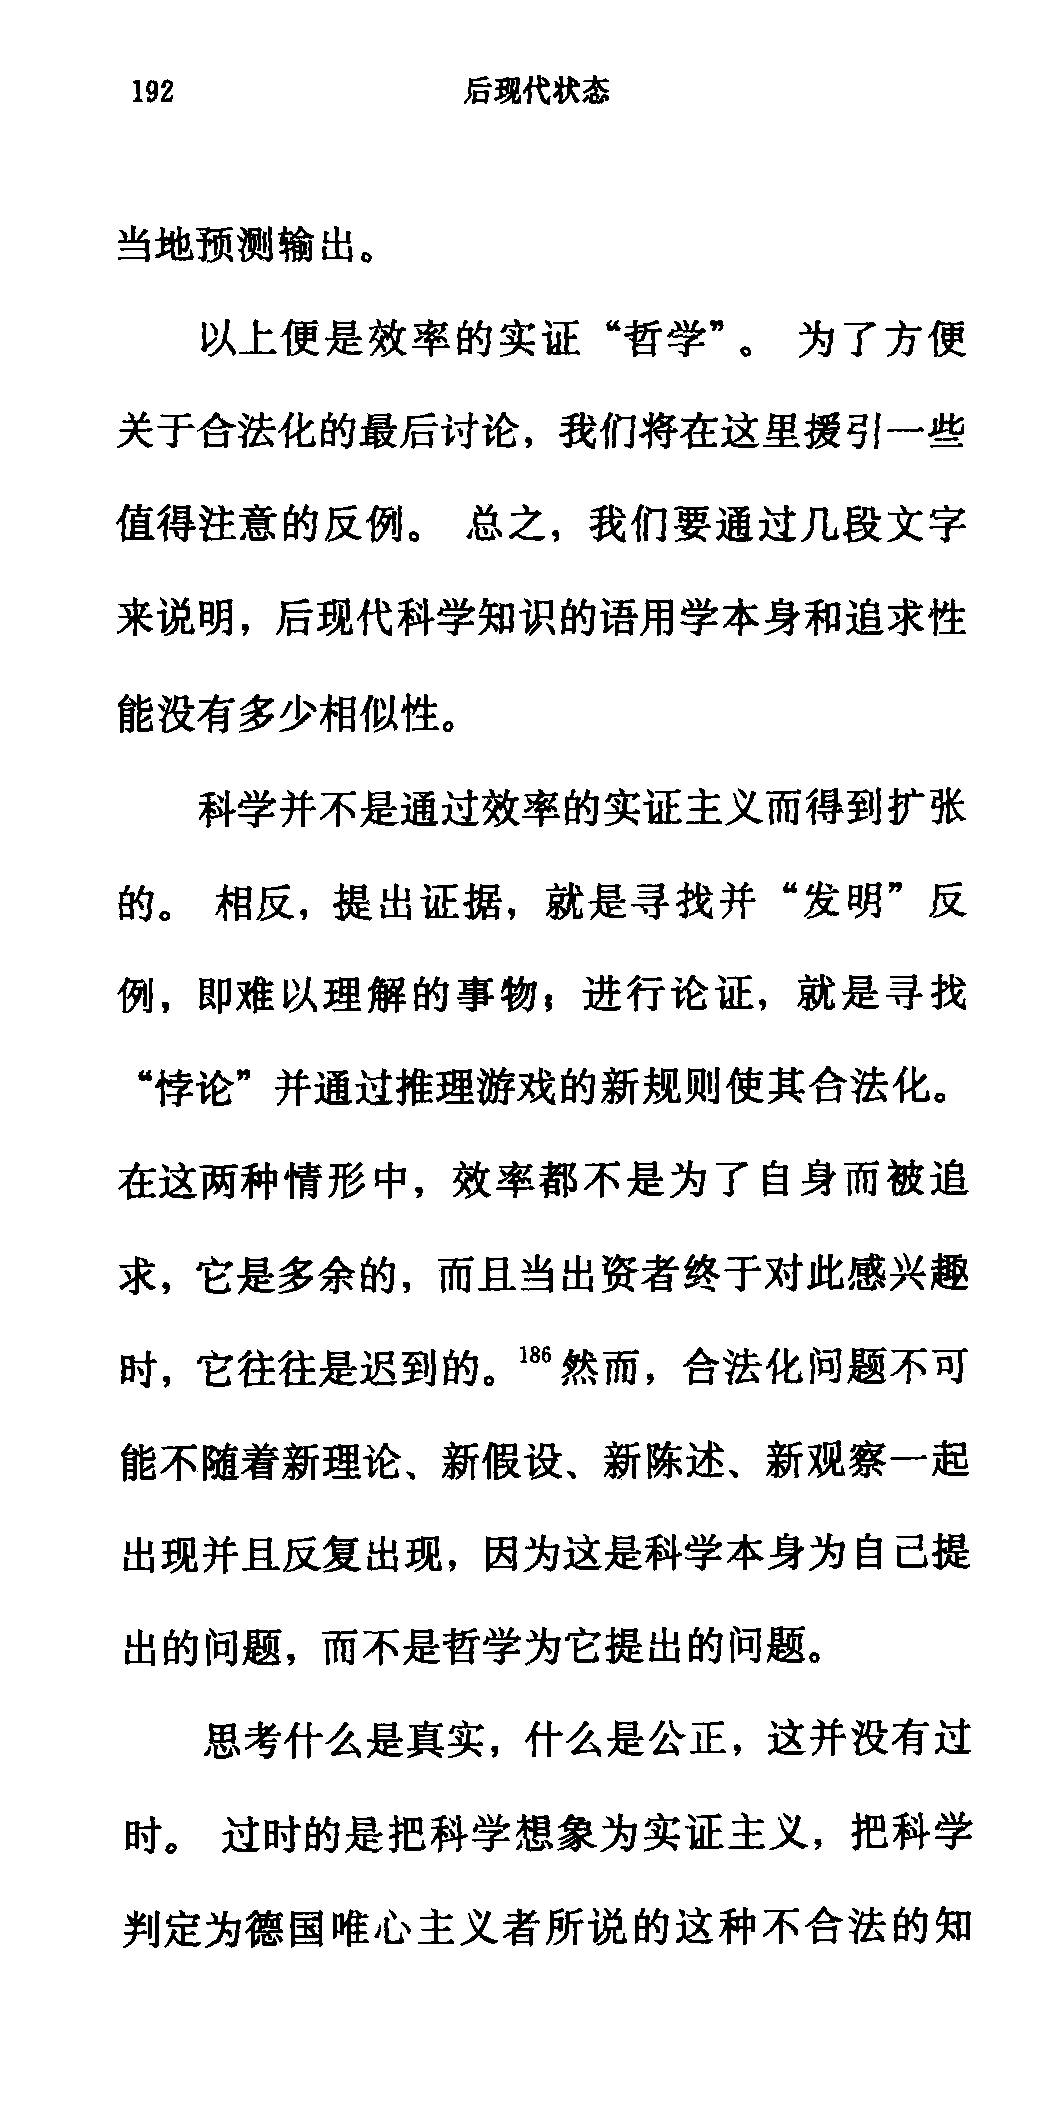 192 后现代状态
当地预测输出。
以上便是效率的实证“哲学”。 为了方便
关于合法化的最后讨论，我们将在这里援引一些
值得注意的反例。 总之，我们要通过几段文字
来说明，后现代科学知识的语用学本身和追求性
能没有多少相似性。
科学并不是通过效率的实证主义而得到扩张
的。 相反，提出证据，就是寻找并“发明”反
例，即难以理解的事物；进行论证，就是寻找
“悖论”并通过推理游戏的新规则使其合法化。
在这两种情形中，效率都不是为了自身而被追
求，它是多余的，而且当出资者终于对此感兴趣
时，它往往是迟到的。186 然而，合法化问题不可
能不随着新理论、新假设、新陈述、新观察一起
出现并且反复出现，因为这是科学本身为自己提
出的问题，而不是哲学为它提出的问题。
思考什么是真实，什么是公正，这并没有过
时。 过时的是把科学想象为实证主义，把科学
判定为德国唯心主义者所说的这种不合法的知